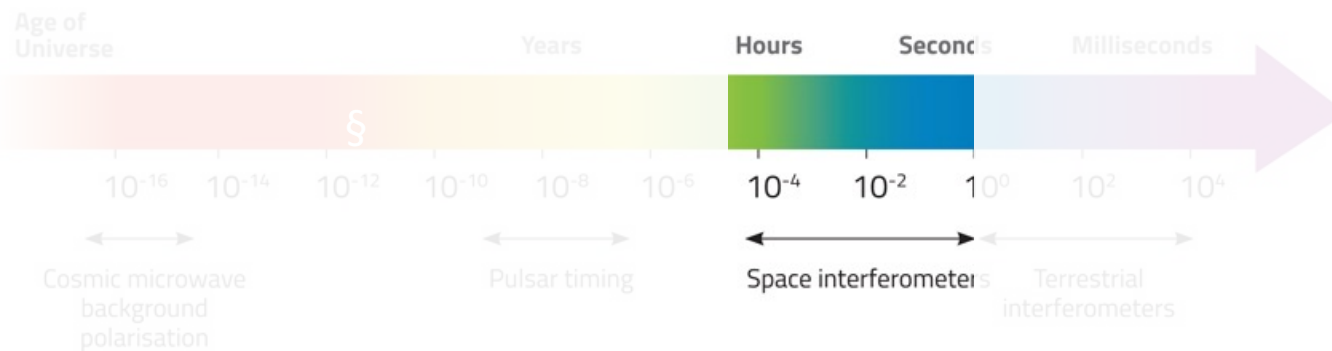 Age of
Universe
Years
Hours
Seconds
Milliseconds
§
10⁻¹⁶
10⁻¹⁴
10⁻¹²
10⁻¹⁰
10⁻⁸
10⁻⁶
10⁻⁴
10⁻²
10⁰
10²
10⁴
Cosmic microwave
background
polarisation
Pulsar timing
Space interferometers
Terrestrial
interferometers